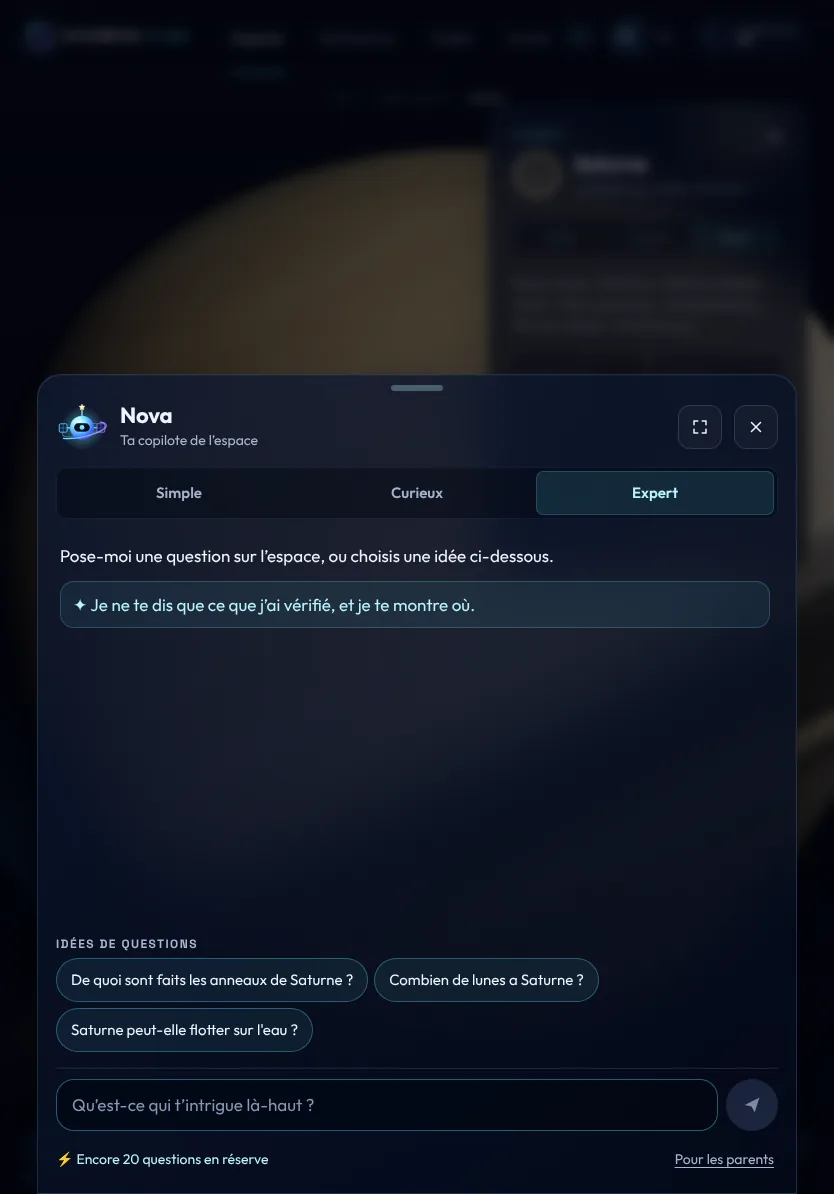 Nova
Ta copilote de l'espace
Simple
Curieux
Expert
Pose-moi une question sur l’espace, ou choisis une idée ci-dessous.
✦ Je ne te dis que ce que j’ai vérifié, et je te montre où.
IDÉES DE QUESTIONS
De quoi sont faits les anneaux de Saturne ?
Combien de lunes a Saturne ?
Saturne peut-elle flotter sur l'eau ?
Qu’est-ce qui t’intrigue là-haut ?
⚡ Encore 20 questions en réserve
Pour les parents